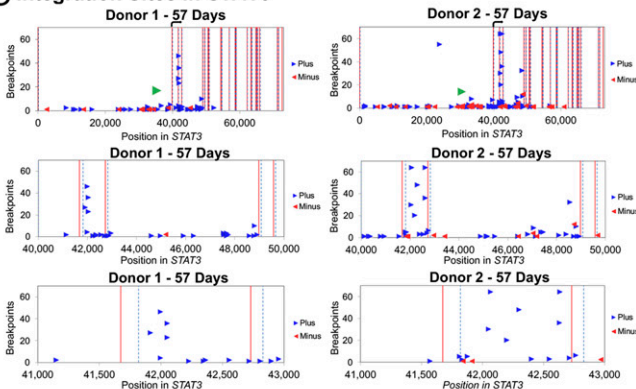 Donor 1 - 57 Days
Breakpoints
60
40
20
0
0
20,000
40,000
60,000
Position in STAT3
Plus
Minus
Donor 2 - 57 Days
Breakpoints
60
40
20
0
0
20,000
40,000
60,000
Position in STAT3
Plus
Minus
Donor 1 - 57 Days
Breakpoints
60
40
20
0
40,000
42,000
44,000
46,000
48,000
50,000
Position in STAT3
Plus
Minus
Donor 2 - 57 Days
Breakpoints
60
40
20
0
40,000
42,000
44,000
46,000
48,000
50,000
Position in STAT3
Plus
Minus
Donor 1 - 57 Days
Breakpoints
60
40
20
0
41,000
41,500
42,000
42,500
43,000
Position in STAT3
Plus
Minus
Donor 2 - 57 Days
Breakpoints
60
40
20
0
41,000
41,500
42,000
42,500
43,000
Position in STAT3
Plus
Minus